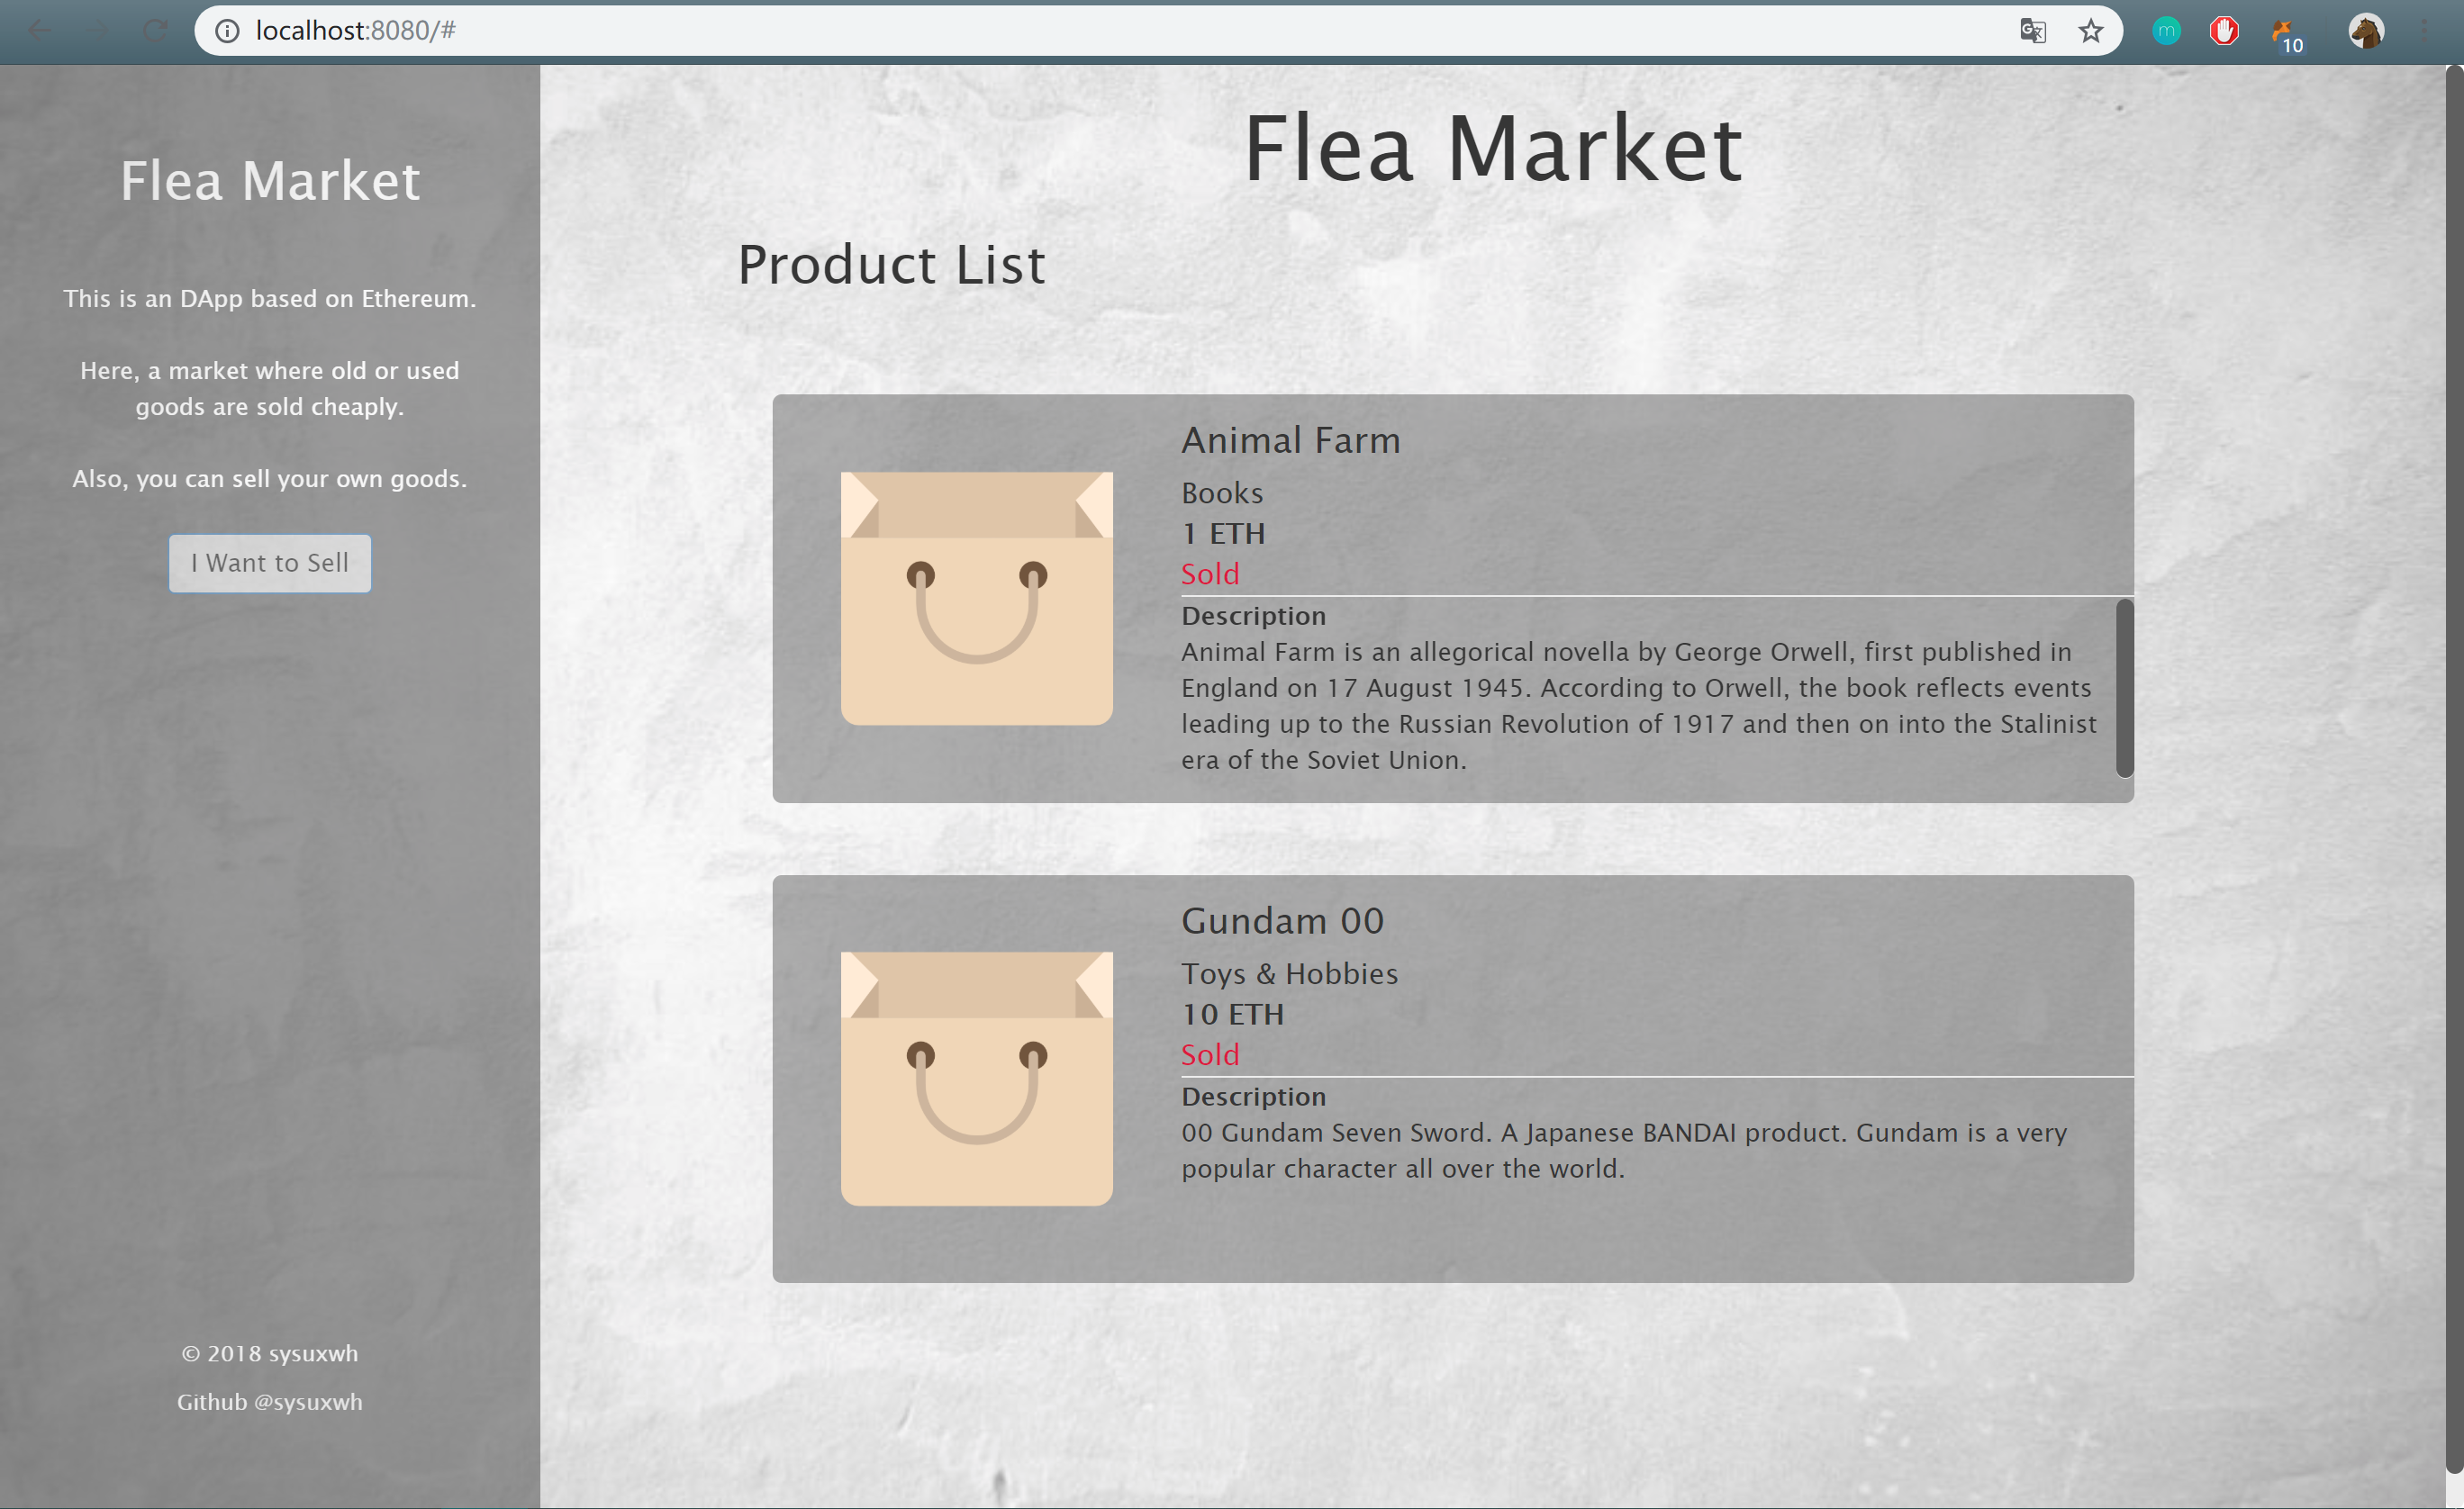 localhost:8080/#
10
Flea Market
This is an DApp based on Ethereum.
Here, a market where old or used
goods are sold cheaply.
Also, you can sell your own goods.
I Want to Sell
© 2018 sysuxwh
Github @sysuxwh
Flea Market
Product List
Animal Farm
Books
1 ETH
Sold
Description
Animal Farm is an allegorical novella by George Orwell, first published in
England on 17 August 1945. According to Orwell, the book reflects events
leading up to the Russian Revolution of 1917 and then on into the Stalinist
era of the Soviet Union.
Gundam 00
Toys & Hobbies
10 ETH
Sold
Description
00 Gundam Seven Sword. A Japanese BANDAI product. Gundam is a very
popular character all over the world.